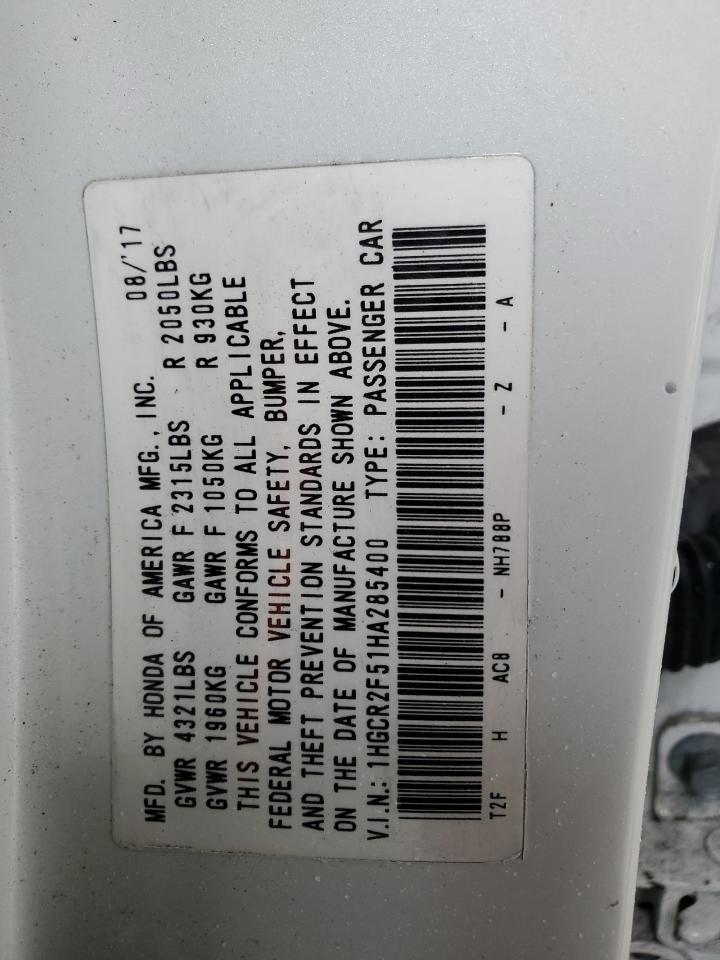 MFD. BY HONDA OF AMERICA MFG., INC. 08/'17
GVWR 4321LBS GAWR F 2315LBS R 2050LBS
GVWR 1960KG GAWR F 1050KG R 930KG
THIS VEHICLE CONFORMS TO ALL APPLICABLE
FEDERAL MOTOR VEHICLE SAFETY, BUMPER,
AND THEFT PREVENTION STANDARDS IN EFFECT
ON THE DATE OF MANUFACTURE SHOWN ABOVE.
V.I.N.: 1HGCR2F51HA285400 TYPE: PASSENGER CAR
T2F H AC8 - NH788P - Z - A